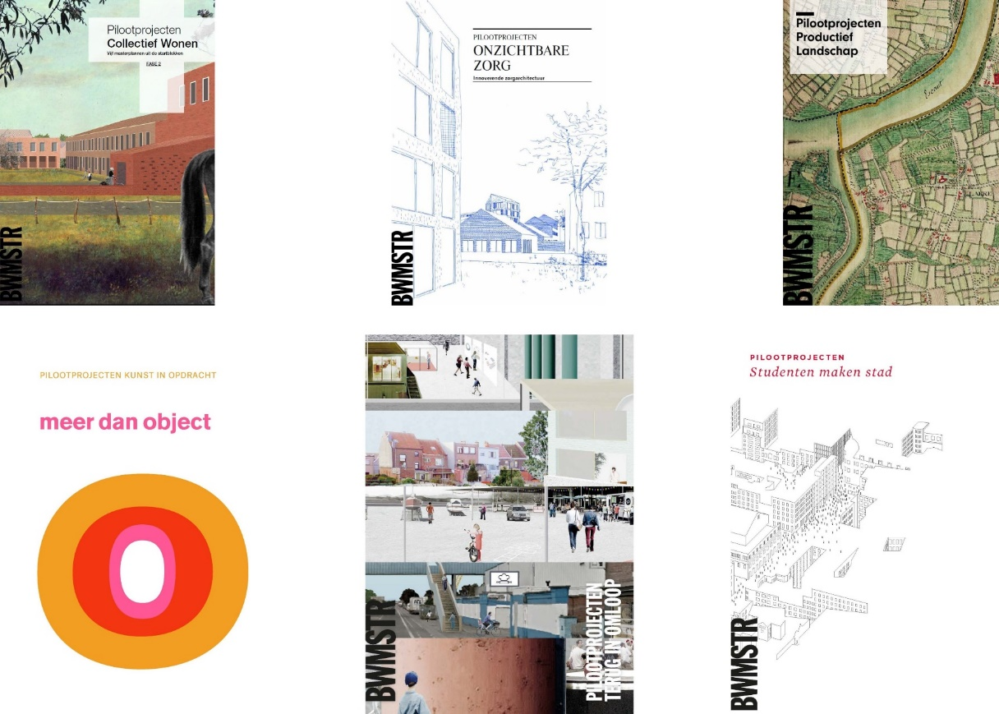 Pilootprojecten
Collectief Wonen
Vijf masterplannen uit de startblokken
FASE 2
BWMSTR
PILOOTPROJECTEN
ONZICHTBARE
ZORG
Innoverende zorgarchitectuur
BWMSTR
Pilootprojecten
Productief
Landschap
Escaut
BWMSTR
PILOOTPROJECTEN KUNST IN OPDRACHT
meer dan object
BWMSTR
PILOOTPROJECTEN
TERUG IN OMLOOP
PILOOTPROJECTEN
Studenten maken stad
BWMSTR